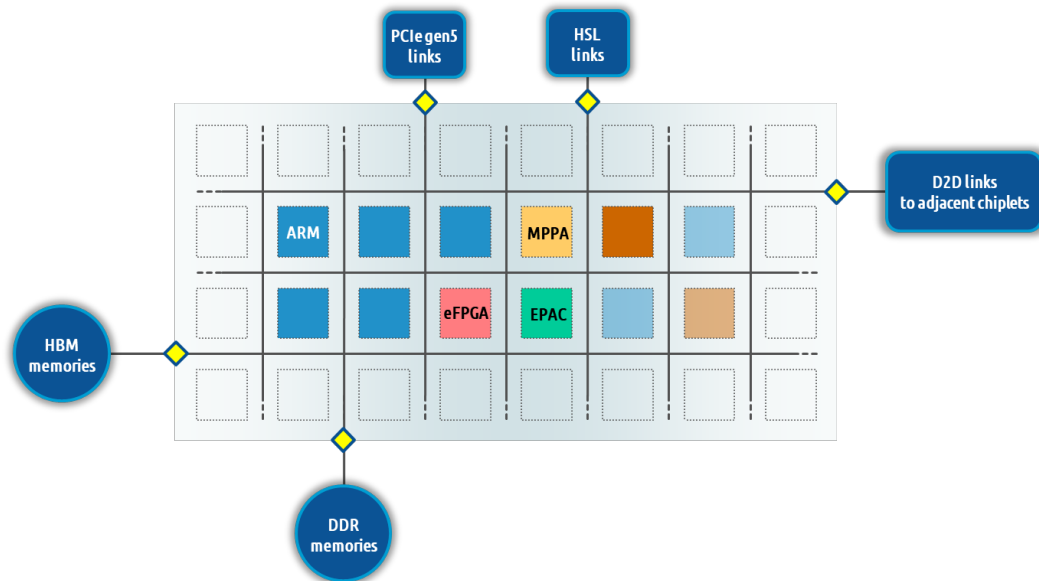 PCIe gen5
links
HSL
links
D2D links
to adjacent chiplets
ARM
MPPA
eFPGA
EPAC
HBM
memories
DDR
memories